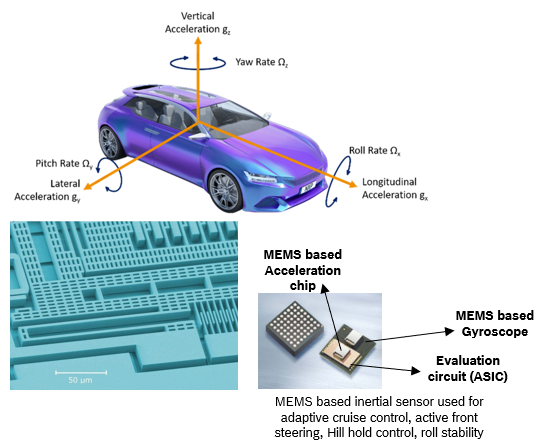 Vertical
Acceleration gz
Yaw Rate Ωz
Roll Rate Ωx
Pitch Rate Ωy
Lateral
Acceleration gy
Longitudinal
Acceleration gx
50 μm
MEMS based
Acceleration
chip
MEMS based
Gyroscope
Evaluation
circuit (ASIC)
MEMS based inertial sensor used for
adaptive cruise control, active front
steering, Hill hold control, roll stability